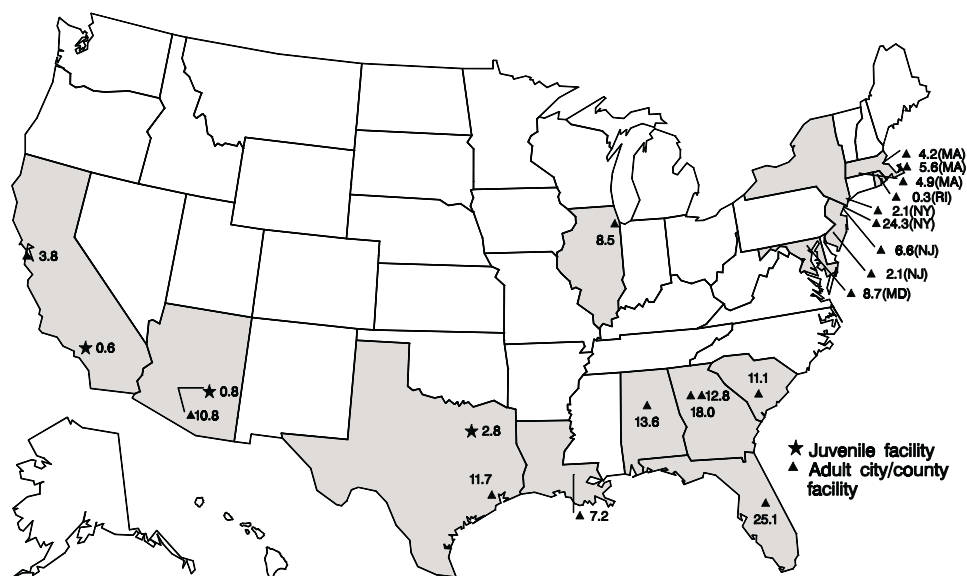 4.2(MA)
5.6(MA)
4.9(MA)
0.3(RI)
2.1(NY)
24.3(NY)
6.6(NJ)
2.1(NJ)
8.7(MD)
8.5
3.8
0.6
0.8
10.8
11.1
12.8
18.0
13.6
2.8
11.7
7.2
25.1
Juvenile facility
Adult city/county
facility